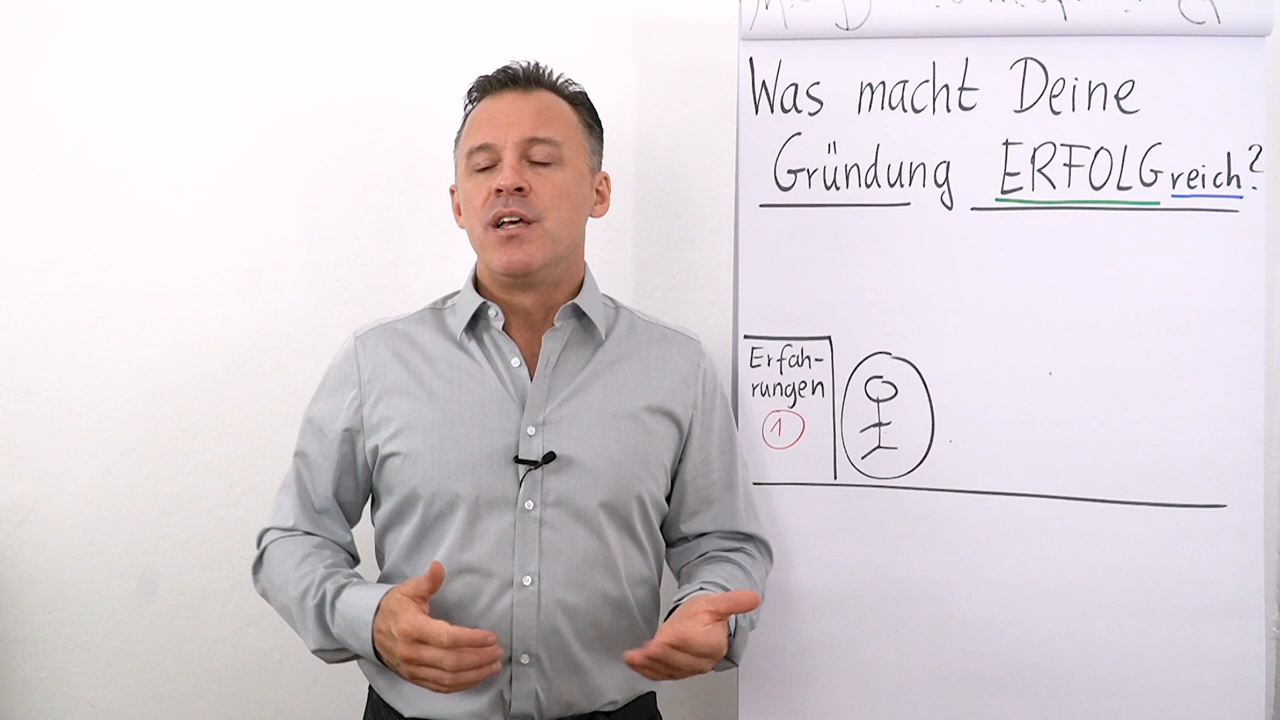 Was macht Deine
Gründung ERFOLGreich?
Erfah-
rungen
1